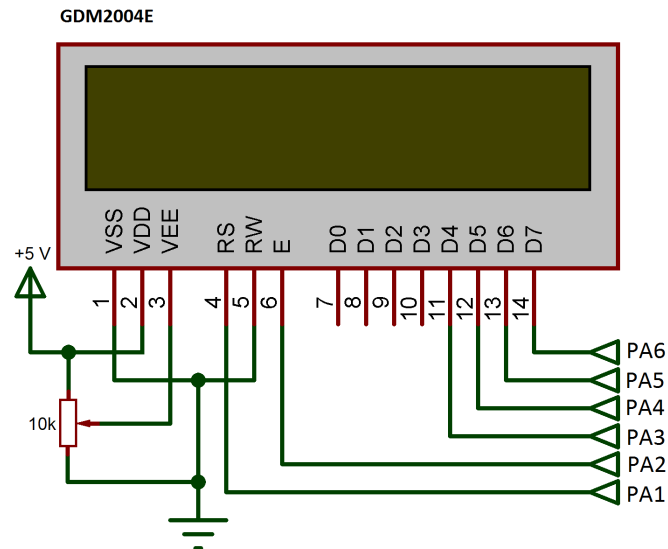 GDM2004E
VSS VDD VEE RS RW E D0 D1 D2 D3 D4 D5 D6 D7
+5 V
1 2 3 4 5 6 7 8 9 10 11 12 13 14
PA6
PA5
PA4
10k
PA3
PA2
PA1